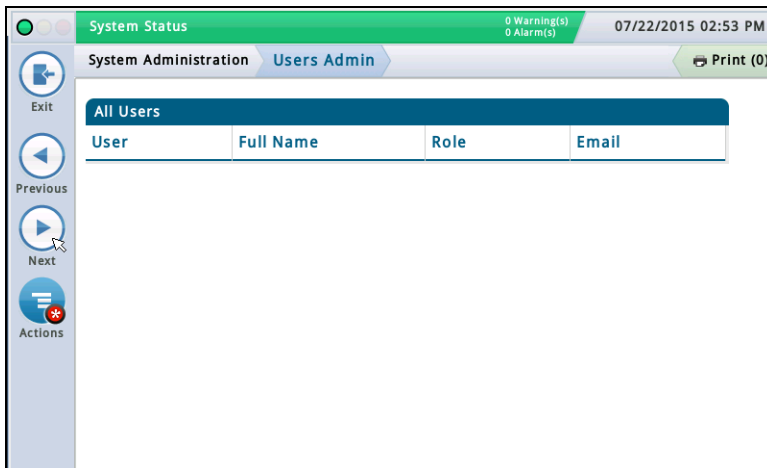 System Status
0 Warning(s)
0 Alarm(s)
07/22/2015 02:53 PM
System Administration
Users Admin
Print (0)
Exit
All Users
User Full Name Role Email
Previous
Next
Actions